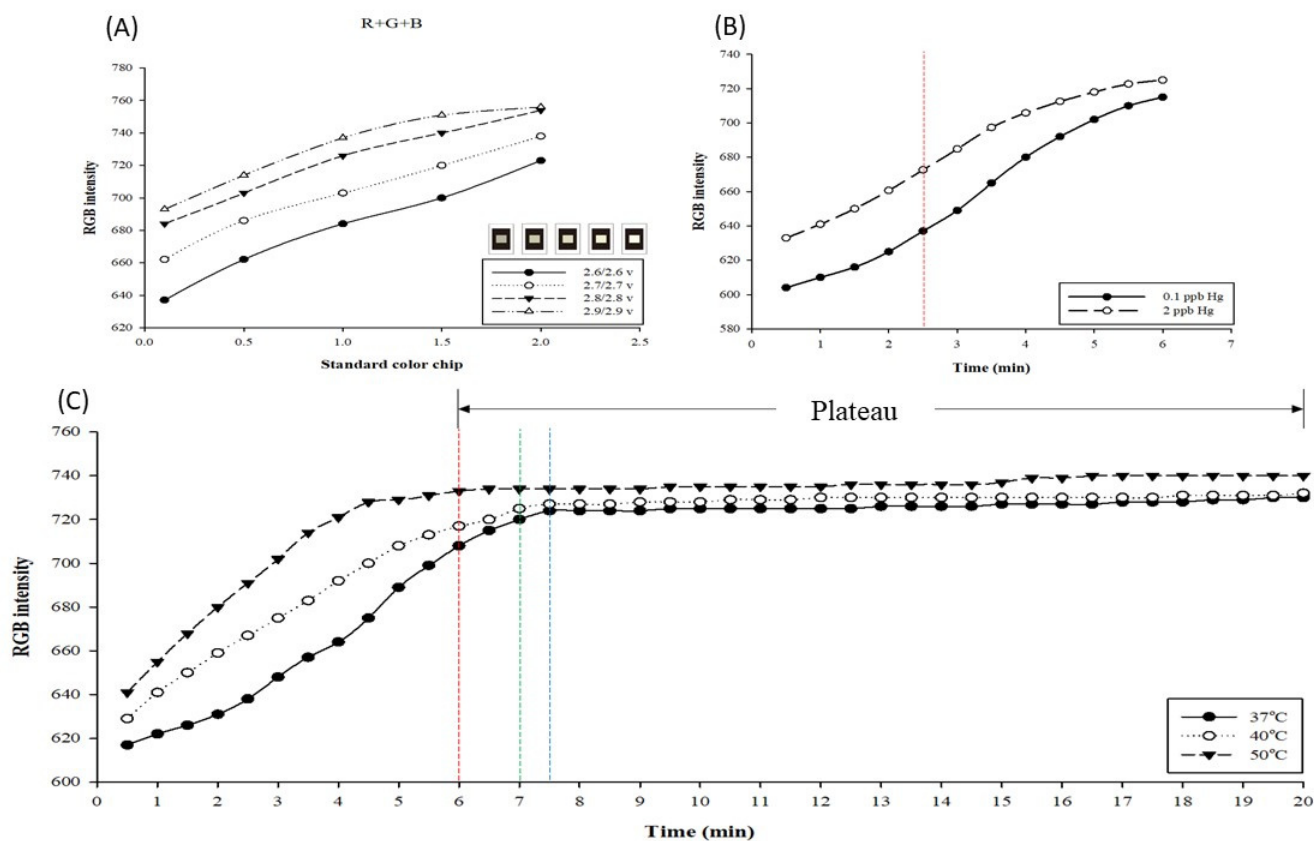 (A)
R+G+B
RGB intensity
780
760
740
720
700
680
660
640
620
0.0 0.5 1.0 1.5 2.0 2.5
Standard color chip
2.6/2.6 v
2.7/2.7 v
2.8/2.8 v
2.9/2.9 v
(B)
RGB intensity
740
720
700
680
660
640
620
600
580
0 1 2 3 4 5 6 7
Time (min)
0.1 ppb Hg
2 ppb Hg
(C)
Plateau
RGB intensity
760
740
720
700
680
660
640
620
600
0 1 2 3 4 5 6 7 8 9 10 11 12 13 14 15 16 17 18 19 20
Time (min)
37°C
40°C
50°C